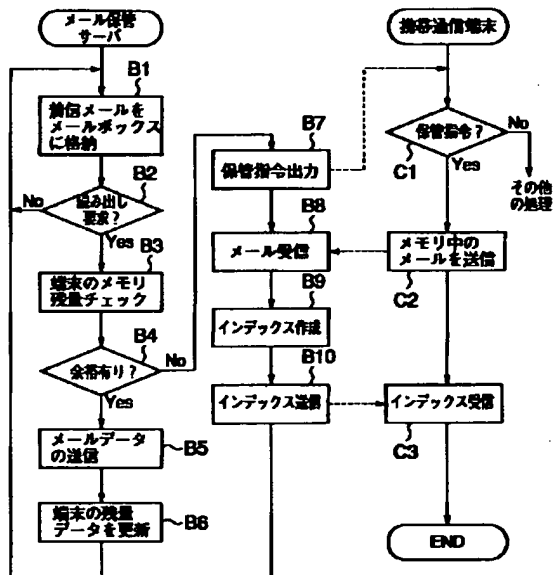 メール保管
サーバ
B1
着信メールを
メールボックス
に格納
B2
No
読み出し
要求？
Yes
B3
端末のメモリ
残量チェック
B4
余裕有り？
No
Yes
メールデータ
の送信
B5
端末の残量
データを更新
B6
B7
保管指令出力
B8
メール受信
B9
インデックス作成
B10
インデックス送信
携帯通信端末
保管指令？
No
C1
Yes
その他
の処理
メモリ中の
メールを送信
C2
インデックス受信
C3
END